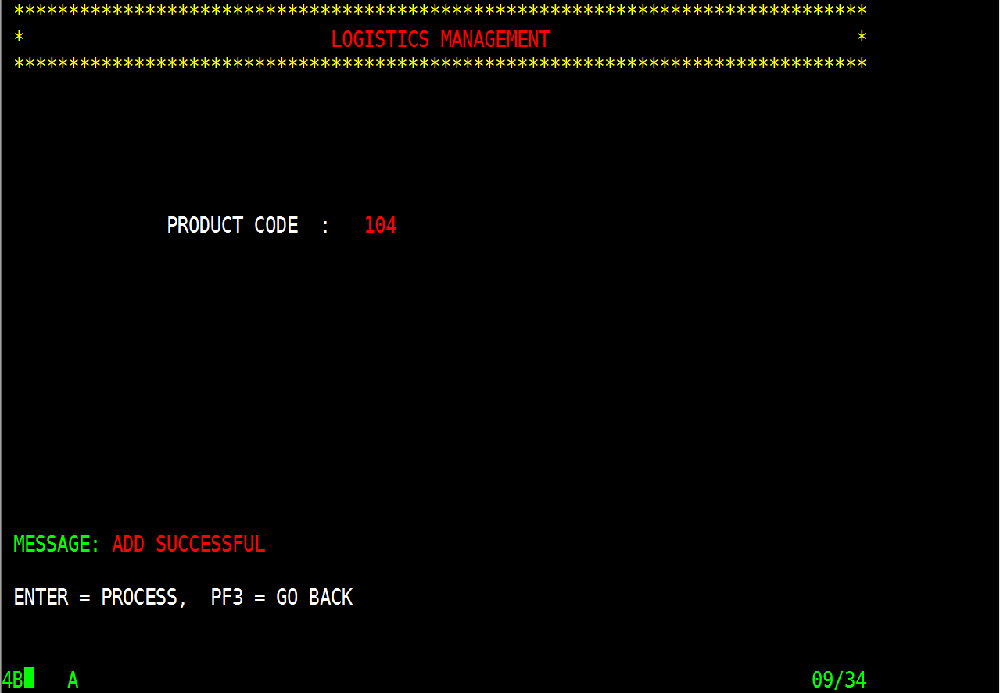 ******************************************************************************
* LOGISTICS MANAGEMENT *
******************************************************************************
PRODUCT CODE : 104
MESSAGE: ADD SUCCESSFUL
ENTER = PROCESS, PF3 = GO BACK
4B A 09/34